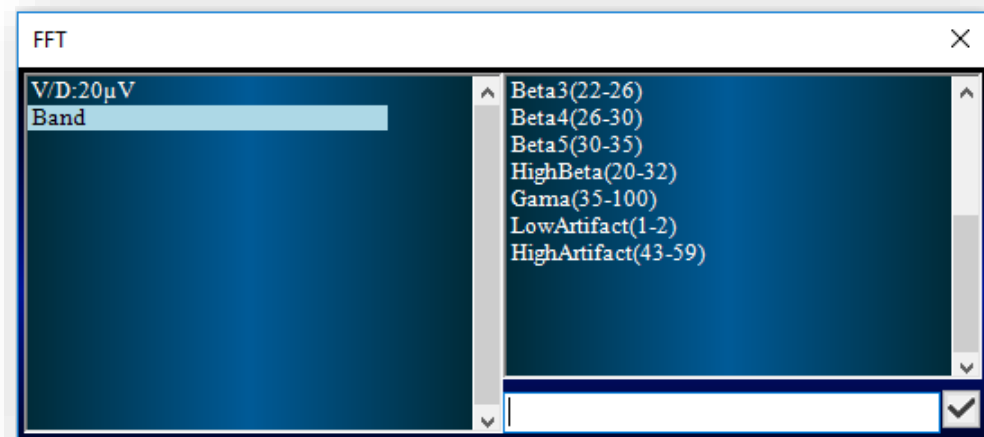 FFT
V/D:20µV
Band
Beta3(22-26)
Beta4(26-30)
Beta5(30-35)
HighBeta(20-32)
Gama(35-100)
LowArtifact(1-2)
HighArtifact(43-59)